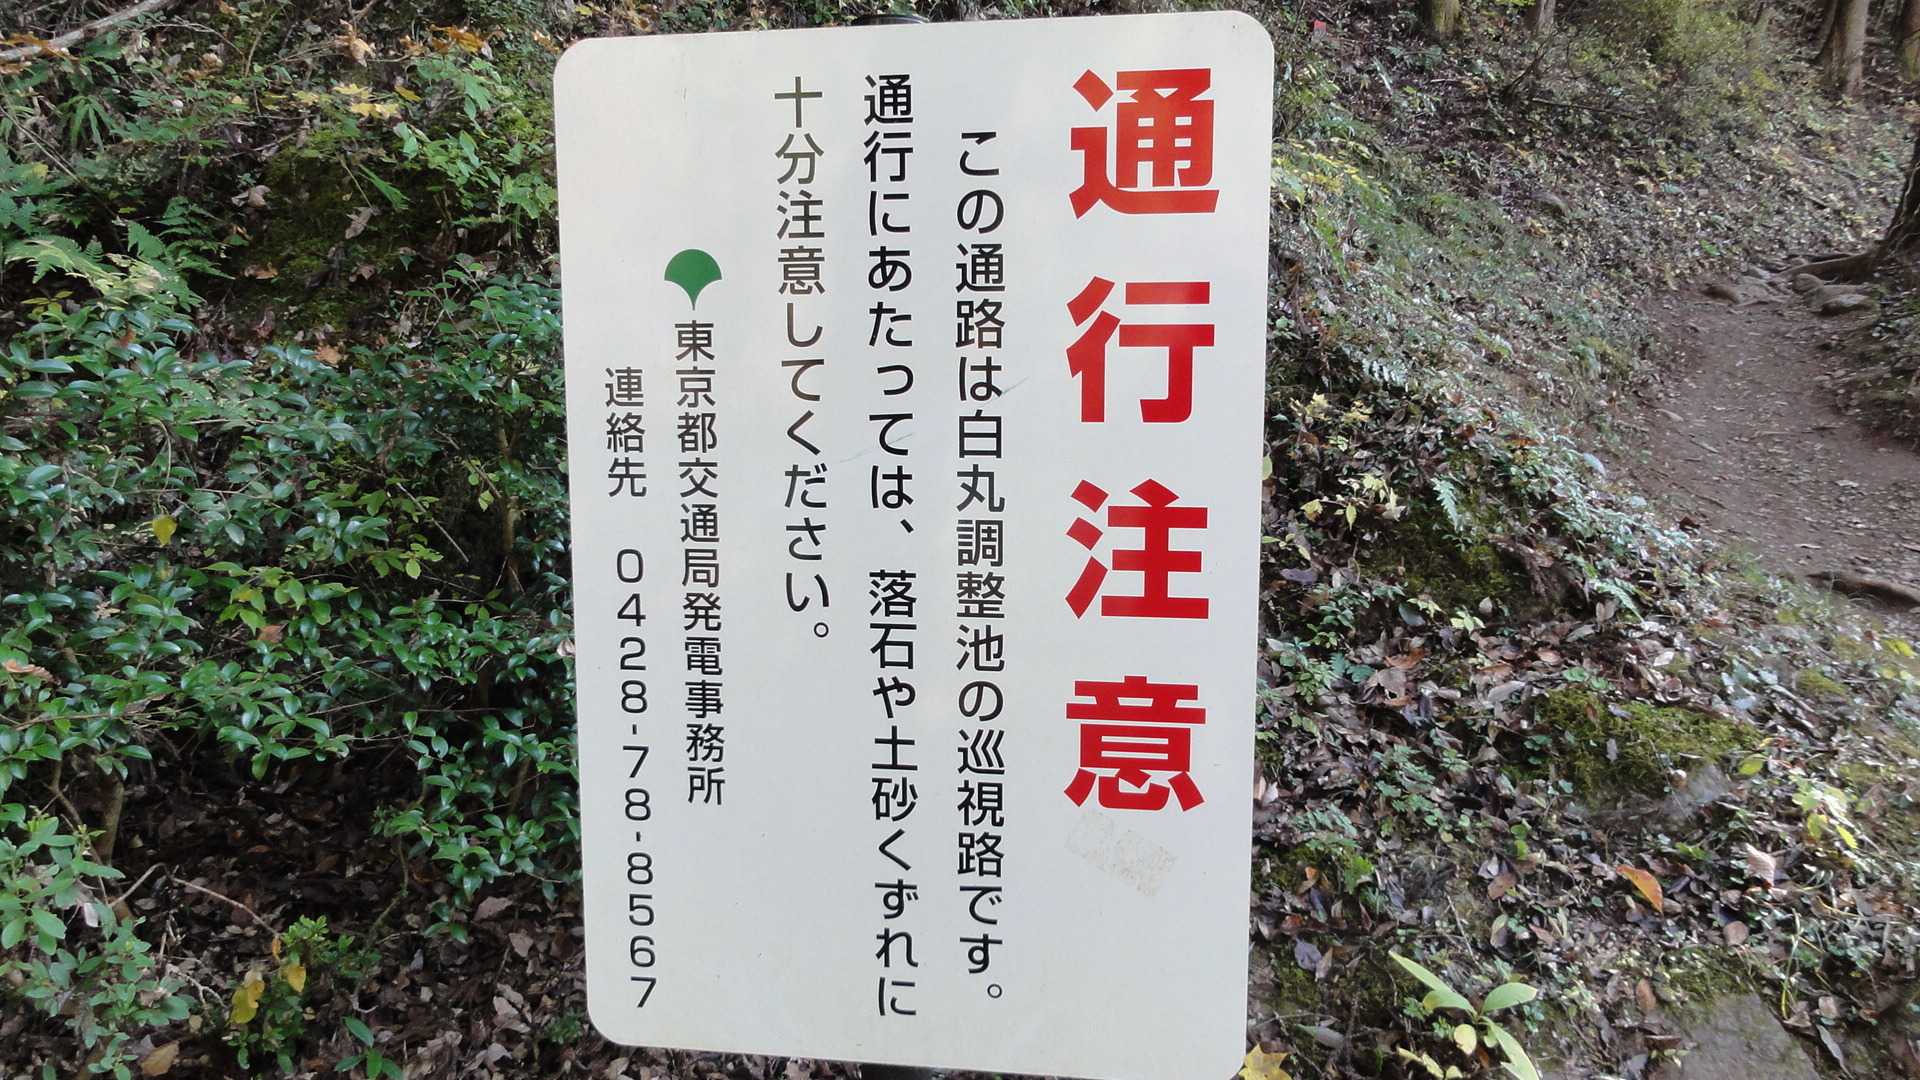 通行注意
この通路は白丸調整池の巡視路です。
通行にあたっては、落石や土砂くずれに
十分注意してください。
東京都交通局発電事務所
連絡先　0428-78-8567